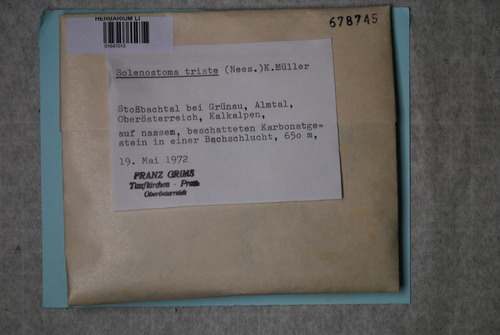 HERBARIUM LI
01647013
678745
Solenostoma triste (Nees.)K.Müller
Stoßbachtal bei Grünau, Almtal,
Oberösterreich, Kalkalpen,
auf nassem, beschatteten Karbonatge-
stein in einer Bachschlucht, 650 m,
19. Mai 1972
FRANZ GRIMS
Taufkirchen - Pram
Oberösterreich